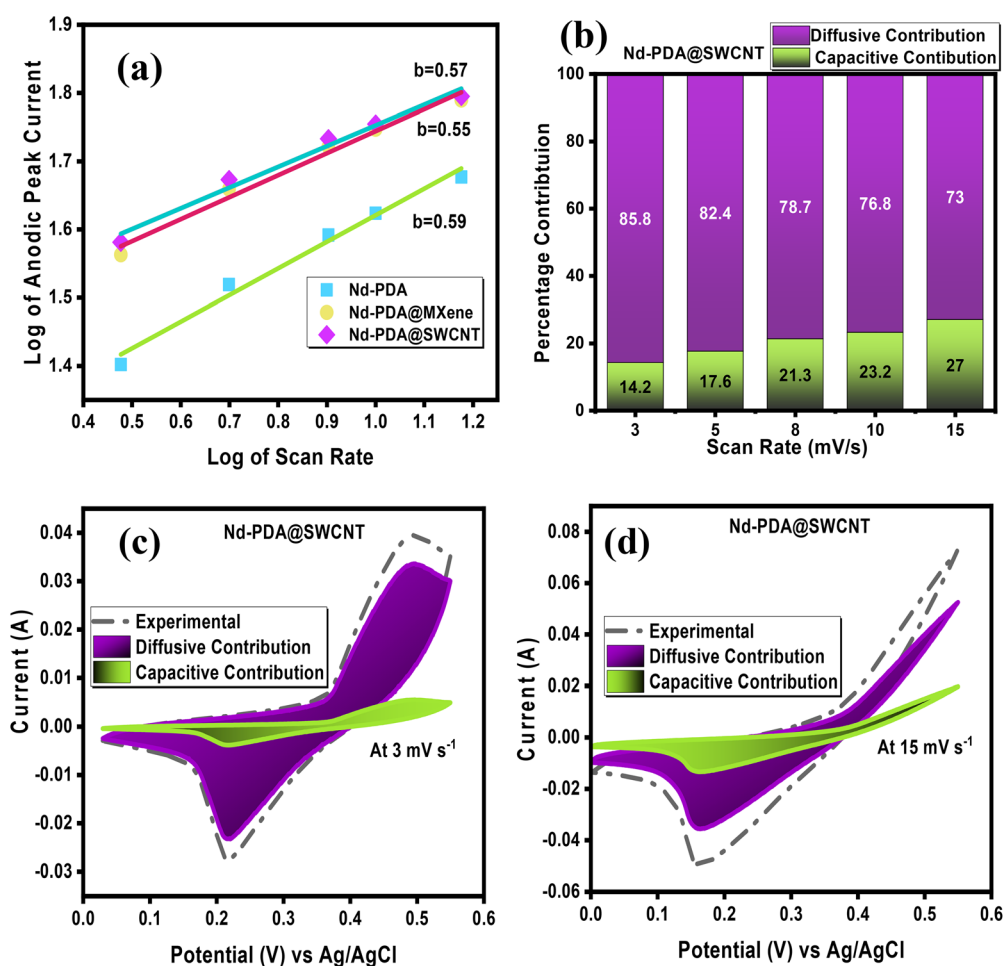 (a)
1.9
1.8
1.7
1.6
1.5
1.4
Log of Anodic Peak Current
b=0.57
b=0.55
b=0.59
Nd-PDA
Nd-PDA@MXene
Nd-PDA@SWCNT
0.4 0.5 0.6 0.7 0.8 0.9 1.0 1.1 1.2
Log of Scan Rate
(b)
Nd-PDA@SWCNT
Diffusive Contribution
Capacitive Contibution
100
80
60
40
20
0
Percentage Contribtuion
85.8 82.4 78.7 76.8 73
14.2 17.6 21.3 23.2 27
3 5 8 10 15
Scan Rate (mV/s)
(c)
Nd-PDA@SWCNT
0.04
0.03
0.02
0.01
0.00
-0.01
-0.02
-0.03
Current (A)
Experimental
Diffusive Contribution
Capacitive Contribution
At 3 mV s⁻¹
0.0 0.1 0.2 0.3 0.4 0.5 0.6
Potential (V) vs Ag/AgCl
(d)
Nd-PDA@SWCNT
0.08
0.06
0.04
0.02
0.00
-0.02
-0.04
-0.06
Current (A)
Experimental
Diffusive Contribution
Capacitive Contribution
At 15 mV s⁻¹
0.0 0.1 0.2 0.3 0.4 0.5 0.6
Potential (V) vs Ag/AgCl